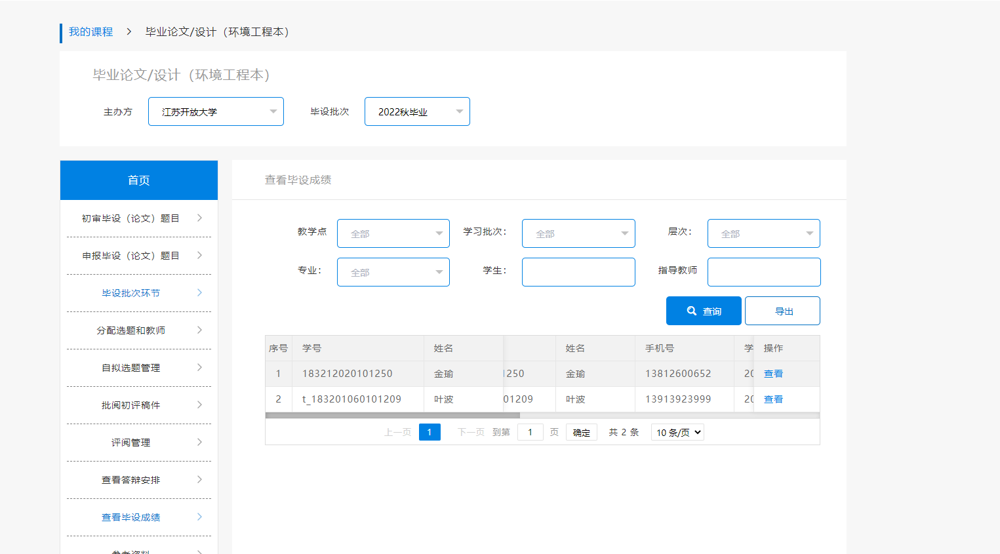 我的课程 > 毕业论文/设计（环境工程本）
毕业论文/设计（环境工程本）
主办方 江苏开放大学 毕设批次 2022秋毕业
首页
初审毕设（论文）题目
申报毕设（论文）题目
毕设批次环节
分配选题和教师
自拟选题管理
批阅初评稿件
评阅管理
查看答辩安排
查看毕设成绩
参考资料
查看毕设成绩
教学点 全部 学习批次： 全部 层次： 全部
专业： 全部 学生： 指导教师
查询 导出
序号 学号 姓名 姓名 手机号 学 操作
1 183212020101250 金瑜 1250 金瑜 13812600652 20 查看
2 t_183201060101209 叶波 01209 叶波 13913923999 20 查看
上一页 1 下一页 到第 1 页 确定 共 2 条 10 条/页